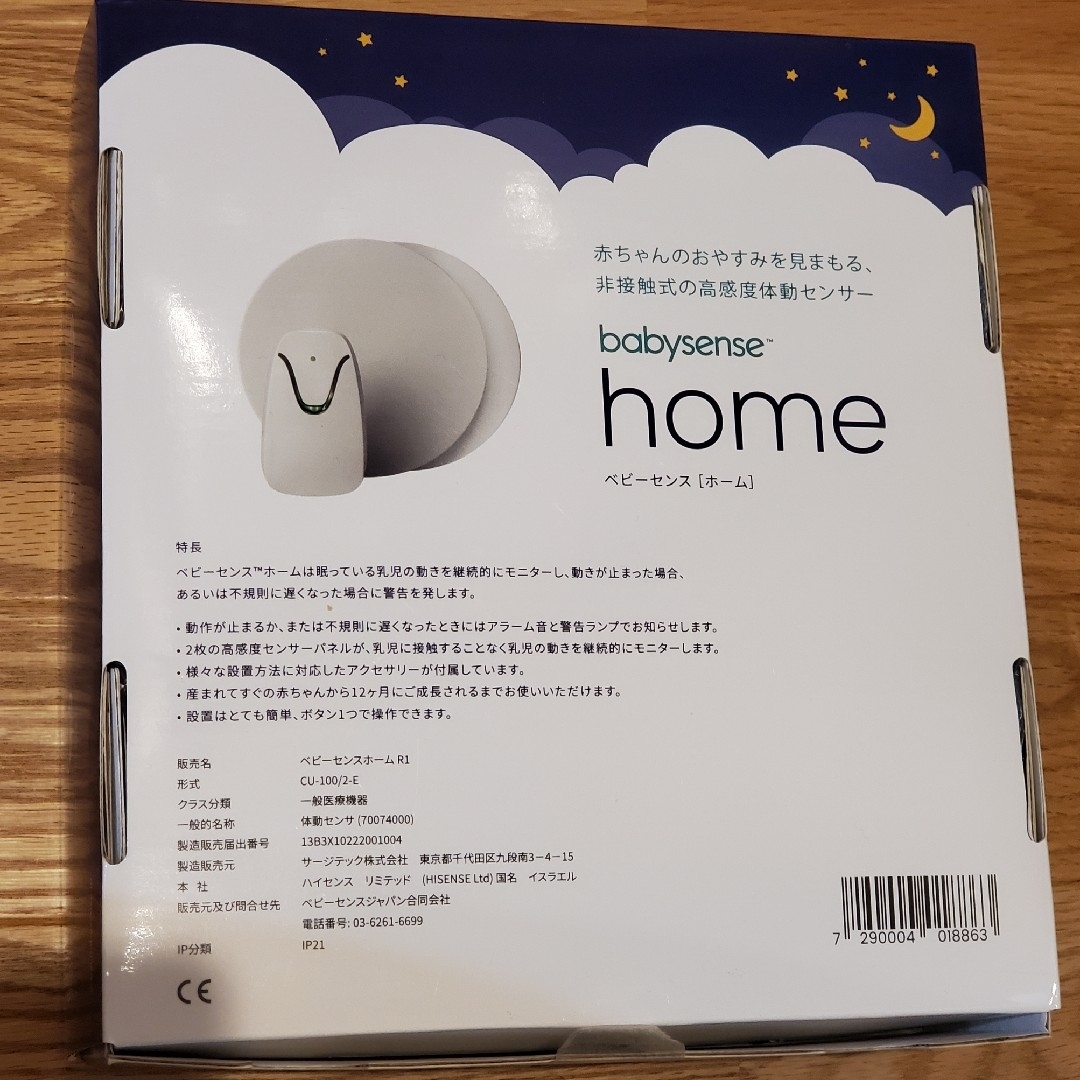 赤ちゃんのおやすみを見まもる、
非接触式の高感度体動センサー
babysense™
home
ベビーセンス［ホーム］
特長
ベビーセンス™ホームは眠っている乳児の動きを継続的にモニターし、動きが止まった場合、
あるいは不規則に遅くなった場合に警告を発します。
・動作が止まるか、または不規則に遅くなったときにはアラーム音と警告ランプでお知らせします。
・2枚の高感度センサーパネルが、乳児に接触することなく乳児の動きを継続的にモニターします。
・様々な設置方法に対応したアクセサリーが付属しています。
・産まれてすぐの赤ちゃんから12ヶ月にご成長されるまでお使いいただけます。
・設置はとても簡単、ボタン1つで操作できます。
販売名 ベビーセンスホーム R1
形式 CU-100/2-E
クラス分類 一般医療機器
一般的名称 体動センサ (70074000)
製造販売届出番号 13B3X10222001004
製造販売元 サージテック株式会社 東京都千代田区九段南3-4-15
本 社 ハイセンス リミテッド (HISENSE Ltd) 国名 イスラエル
販売元及び問合せ先 ベビーセンスジャパン合同会社
電話番号: 03-6261-6699
IP分類 IP21
CE
7 290004 018863